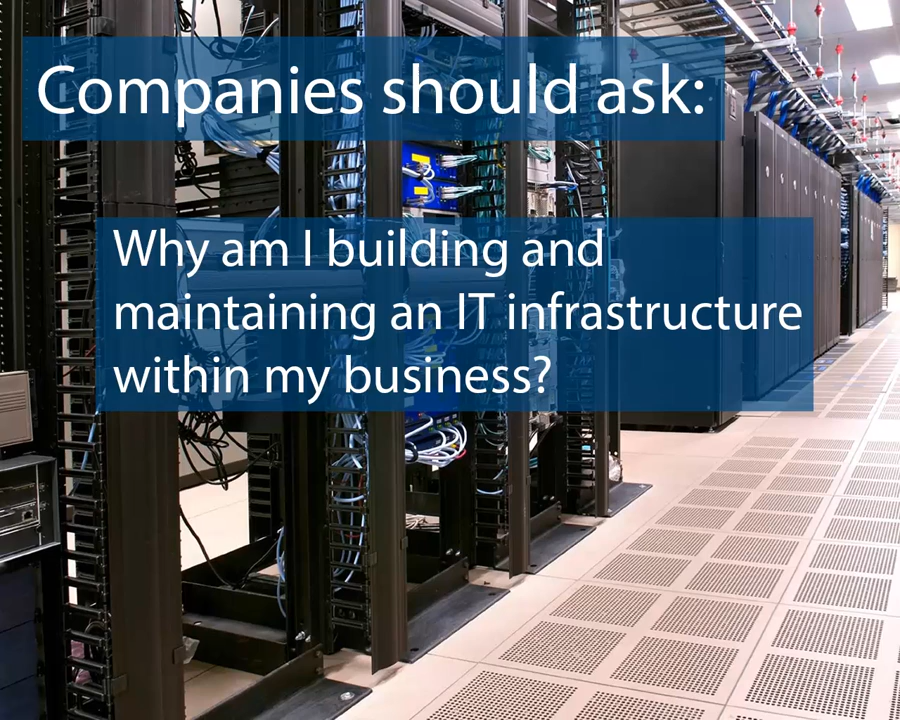 Companies should ask:
Why am I building and
maintaining an IT infrastructure
within my business?